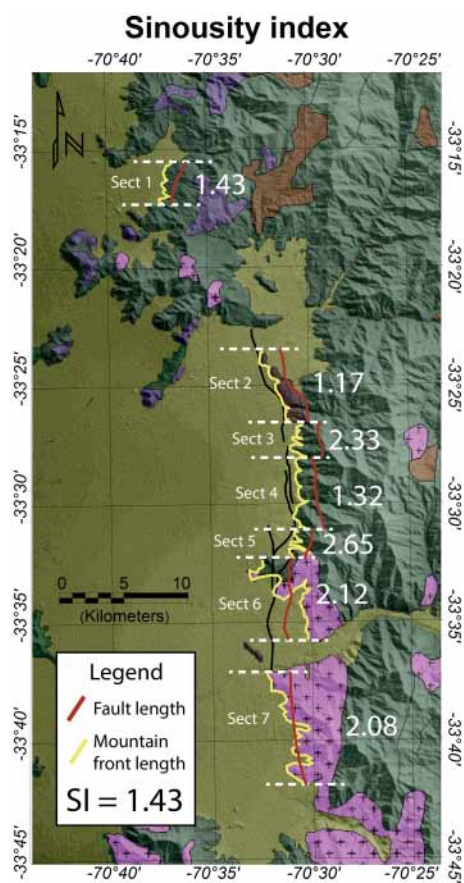 Sinousity index
-70°40' -70°35' -70°30' -70°25'
-33°15' -33°15'
N
Sect 1 1.43
-33°20' -33°20'
Sect 2 1.17
-33°25' -33°25'
Sect 3 2.33
Sect 4 1.32
-33°30' -33°30'
Sect 5 2.65
0 5 10
(Kilometers)
Sect 6 2.12
-33°35' -33°35'
Legend
Fault length
Mountain
front length
SI = 1.43
Sect 7 2.08
-33°40' -33°40'
-33°45' -33°45'
-70°40' -70°35' -70°30' -70°25'